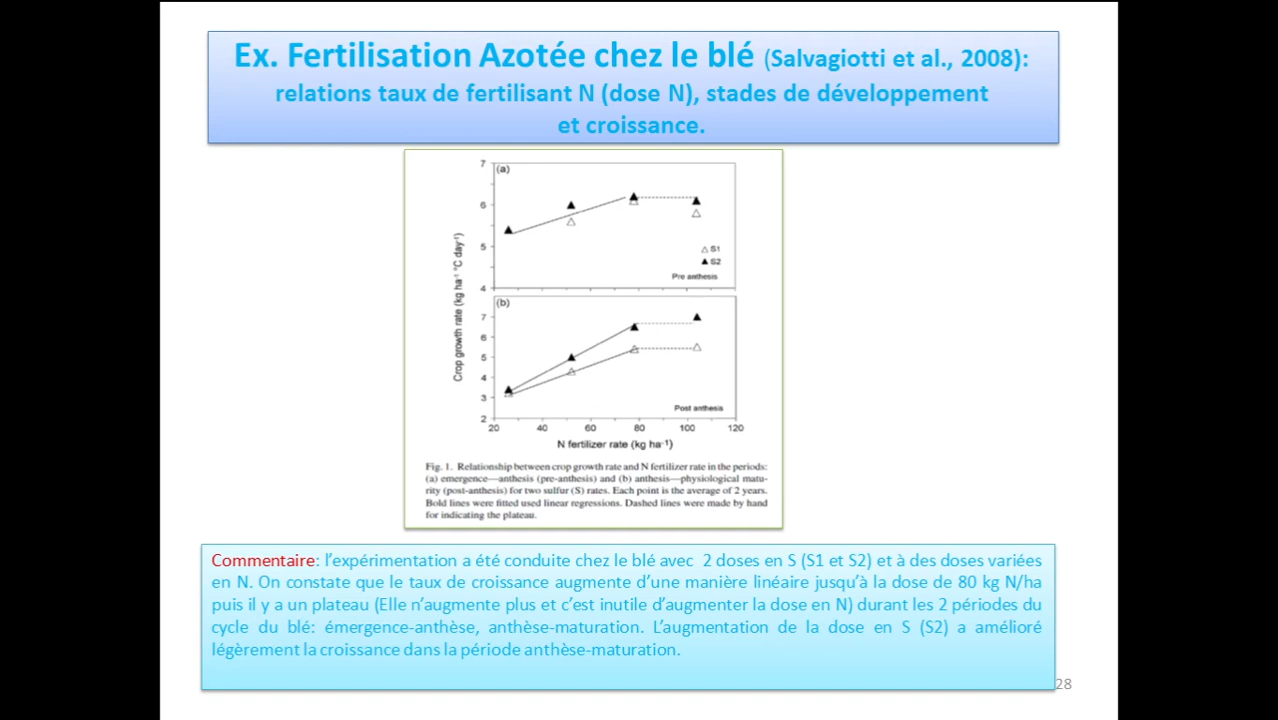 Ex. Fertilisation Azotée chez le blé (Salvagiotti et al., 2008):
relations taux de fertilisant N (dose N), stades de développement
et croissance.
7
(a)
6
5
4
S1
S2
Pre anthesis
Crop growth rate (kg ha-1 °C day-1)
(b)
7
6
5
4
3
2
Post anthesis
20 40 60 80 100 120
N fertilizer rate (kg ha-1)
Fig. 1. Relationship between crop growth rate and N fertilizer rate in the periods:
(a) emergence—anthesis (pre-anthesis) and (b) anthesis—physiological matu-
rity (post-anthesis) for two sulfur (S) rates. Each point is the average of 2 years.
Bold lines were fitted used linear regressions. Dashed lines were made by hand
for indicating the plateau.
Commentaire: l'expérimentation a été conduite chez le blé avec 2 doses en S (S1 et S2) et à des doses variées
en N. On constate que le taux de croissance augmente d'une manière linéaire jusqu'à la dose de 80 kg N/ha
puis il y a un plateau (Elle n'augmente plus et c'est inutile d'augmenter la dose en N) durant les 2 périodes du
cycle du blé: émergence-anthèse, anthèse-maturation. L'augmentation de la dose en S (S2) a amélioré
légèrement la croissance dans la période anthèse-maturation.
28